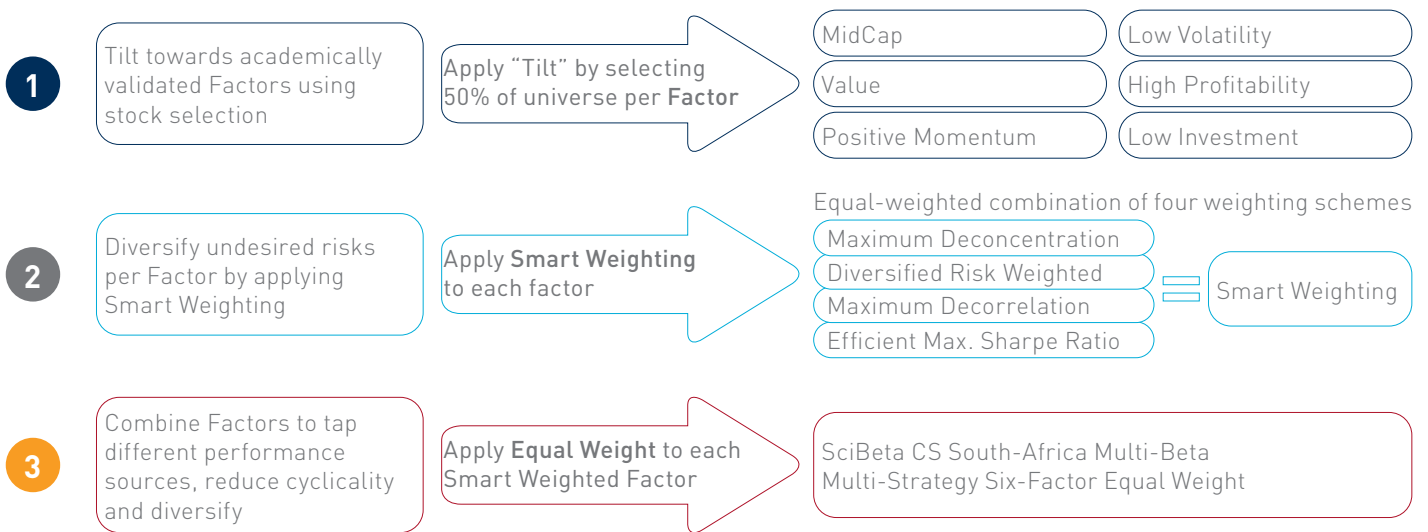 1
Tilt towards academically
validated Factors using
stock selection
Apply “Tilt” by selecting
50% of universe per Factor
MidCap
Low Volatility
Value
High Profitability
Positive Momentum
Low Investment
2
Diversify undesired risks
per Factor by applying
Smart Weighting
Apply Smart Weighting
to each factor
Equal-weighted combination of four weighting schemes
Maximum Deconcentration
Diversified Risk Weighted
Maximum Decorrelation
Efficient Max. Sharpe Ratio
Smart Weighting
3
Combine Factors to tap
different performance
sources, reduce cyclicality
and diversify
Apply Equal Weight to each
Smart Weighted Factor
SciBeta CS South-Africa Multi-Beta
Multi-Strategy Six-Factor Equal Weight